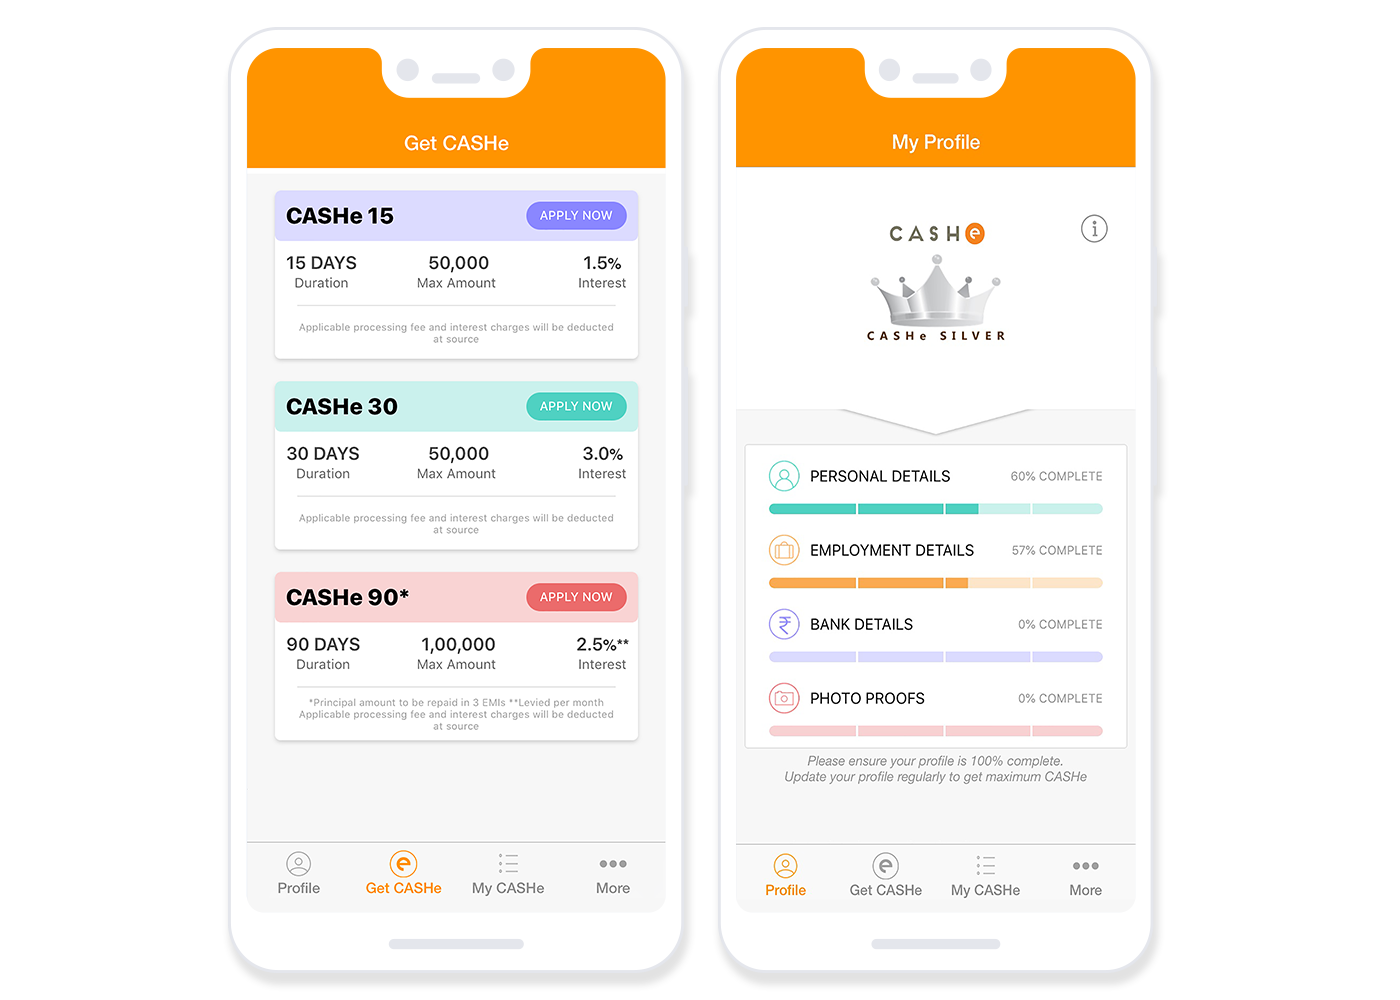 Get CASHe
CASHe 15
APPLY NOW
15 DAYS
50,000
1.5%
Duration
Max Amount
Interest
Applicable processing fee and interest charges will be deducted
at source
CASHe 30
APPLY NOW
30 DAYS
50,000
3.0%
Duration
Max Amount
Interest
Applicable processing fee and interest charges will be deducted
at source
CASHe 90*
APPLY NOW
90 DAYS
1,00,000
2.5%**
Duration
Max Amount
Interest
*Principal amount to be repaid in 3 EMIs **Levied per month
Applicable processing fee and interest charges will be deducted
at source
Profile
e
Get CASHe
My CASHe
More
My Profile
CASHe
i
CASHe SILVER
PERSONAL DETAILS
60% COMPLETE
EMPLOYMENT DETAILS
57% COMPLETE
₹
BANK DETAILS
0% COMPLETE
PHOTO PROOFS
0% COMPLETE
Please ensure your profile is 100% complete.
Update your profile regularly to get maximum CASHe
Profile
e
Get CASHe
My CASHe
More